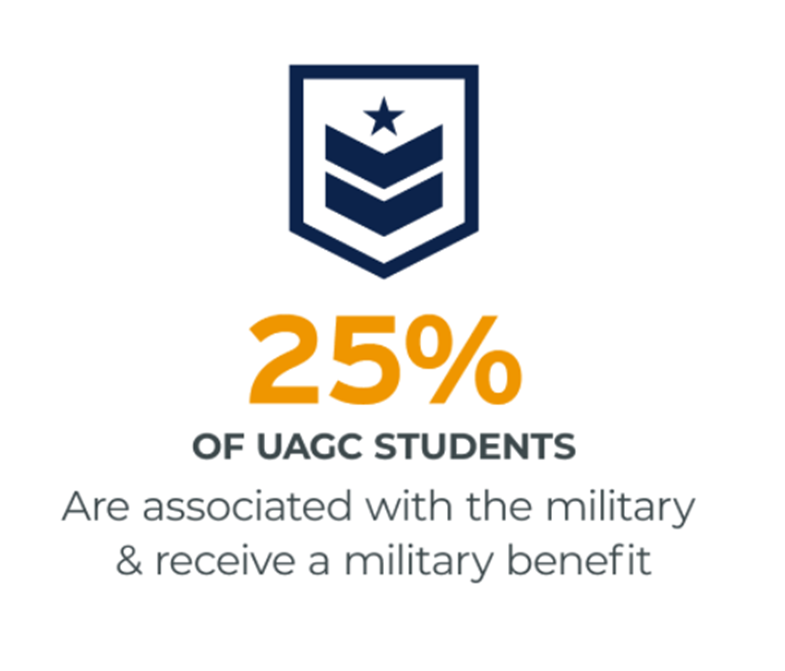 25%
OF UAGC STUDENTS
Are associated with the military
& receive a military benefit